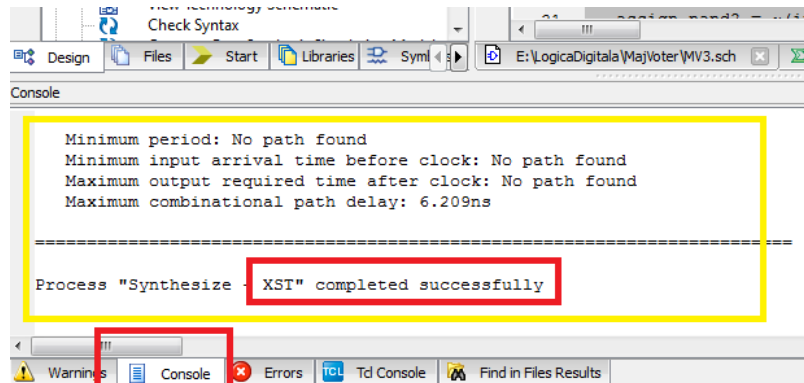 Check Syntax
Design Files Start Libraries E:\LogicaDigitala\MajVoter\MV3.sch
Console
Minimum period: No path found
Minimum input arrival time before clock: No path found
Maximum output required time after clock: No path found
Maximum combinational path delay: 6.209ns
=========================================================================
Process "Synthesize - XST" completed successfully
Warnings Console Errors TCL Tcl Console Find in Files Results